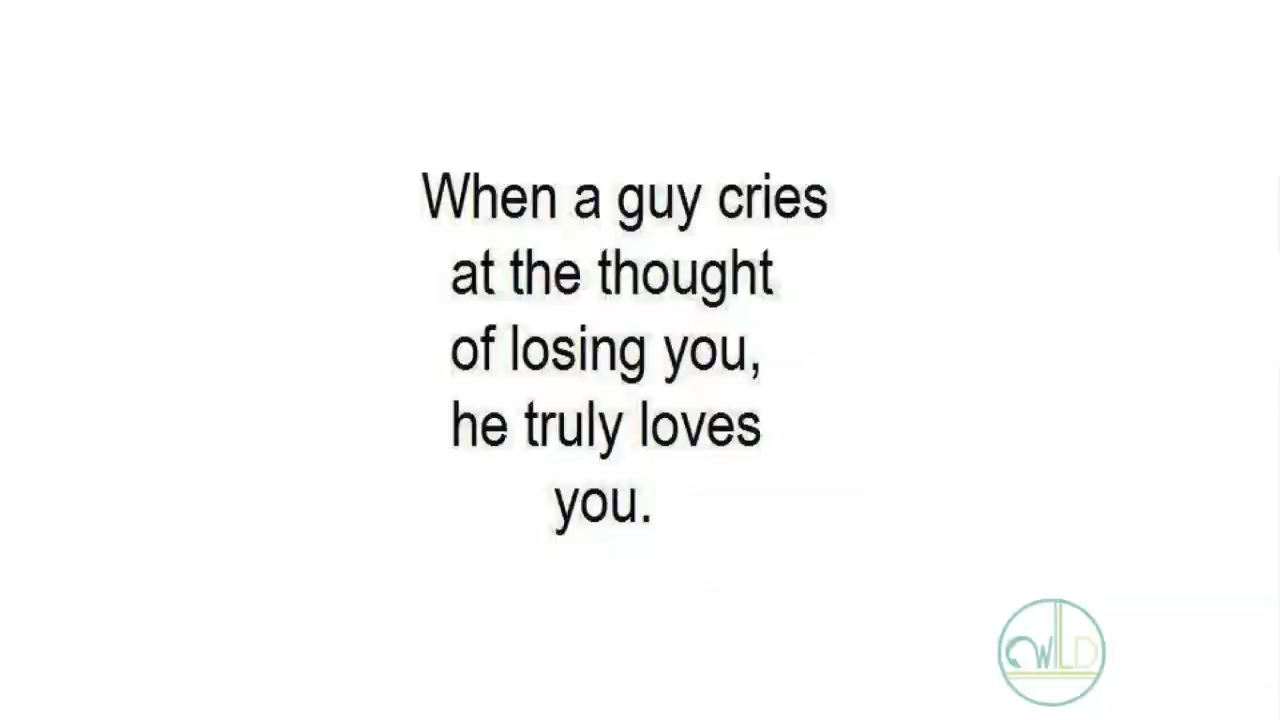 When a guy cries
at the thought
of losing you,
he truly loves
you.